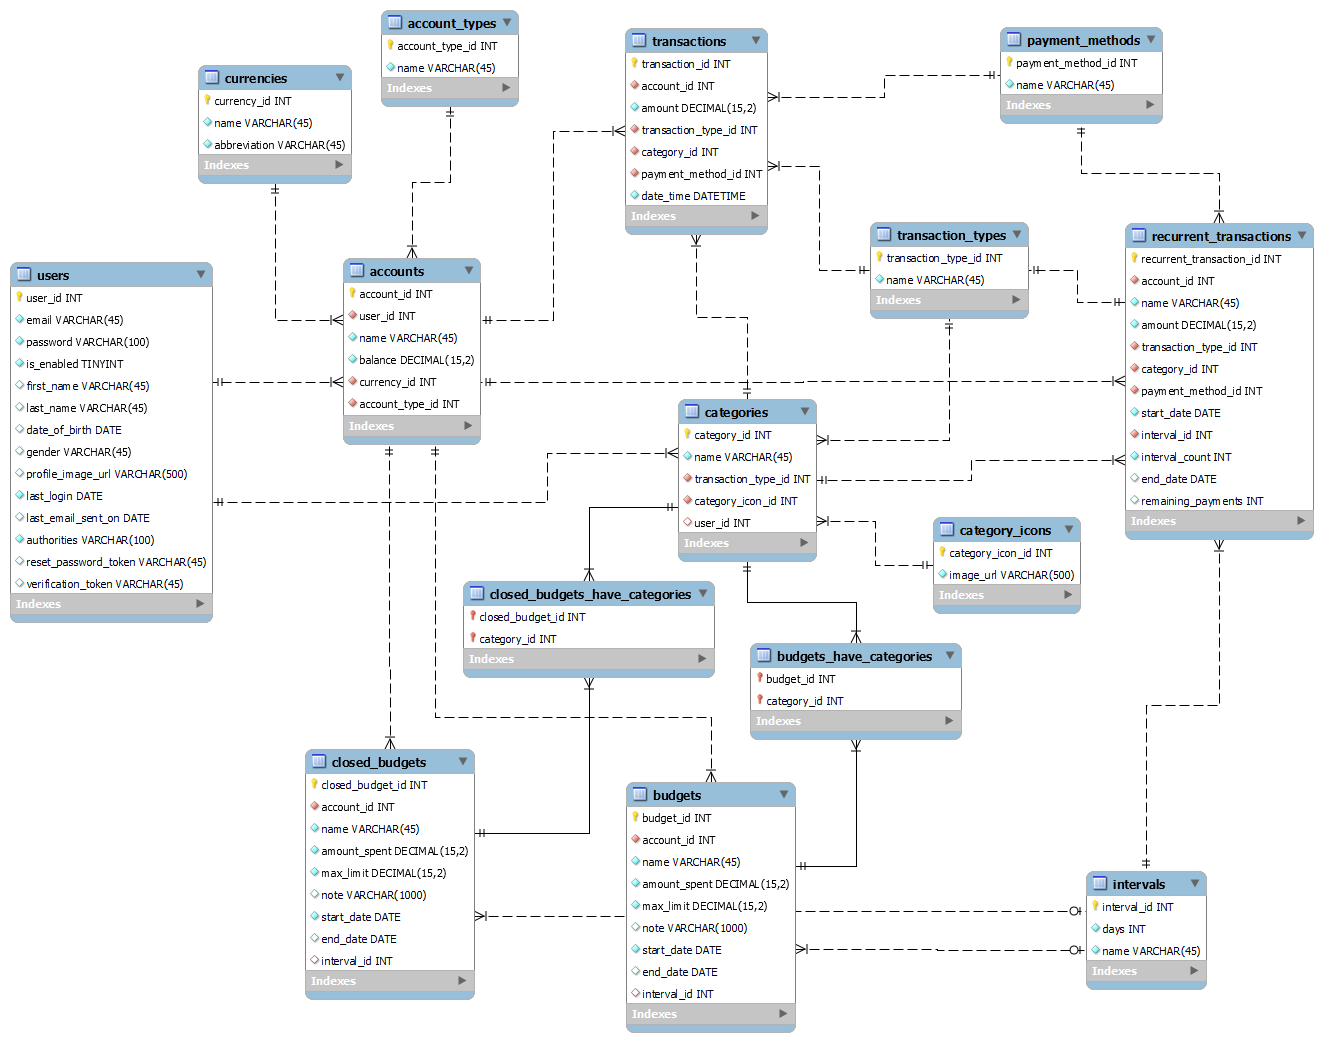 account_types
account_type_id INT
name VARCHAR(45)
Indexes
currencies
currency_id INT
name VARCHAR(45)
abbreviation VARCHAR(45)
Indexes
transactions
transaction_id INT
account_id INT
amount DECIMAL(15,2)
transaction_type_id INT
category_id INT
payment_method_id INT
date_time DATETIME
Indexes
payment_methods
payment_method_id INT
name VARCHAR(45)
Indexes
users
user_id INT
email VARCHAR(45)
password VARCHAR(100)
is_enabled TINYINT
first_name VARCHAR(45)
last_name VARCHAR(45)
date_of_birth DATE
gender VARCHAR(45)
profile_image_url VARCHAR(500)
last_login DATE
last_email_sent_on DATE
authorities VARCHAR(100)
reset_password_token VARCHAR(45)
verification_token VARCHAR(45)
Indexes
accounts
account_id INT
user_id INT
name VARCHAR(45)
balance DECIMAL(15,2)
currency_id INT
account_type_id INT
Indexes
transaction_types
transaction_type_id INT
name VARCHAR(45)
Indexes
recurrent_transactions
recurrent_transaction_id INT
account_id INT
name VARCHAR(45)
amount DECIMAL(15,2)
transaction_type_id INT
category_id INT
payment_method_id INT
start_date DATE
interval_id INT
interval_count INT
end_date DATE
remaining_payments INT
Indexes
categories
category_id INT
name VARCHAR(45)
transaction_type_id INT
category_icon_id INT
user_id INT
Indexes
category_icons
category_icon_id INT
image_url VARCHAR(500)
Indexes
closed_budgets_have_categories
closed_budget_id INT
category_id INT
Indexes
budgets_have_categories
budget_id INT
category_id INT
Indexes
closed_budgets
closed_budget_id INT
account_id INT
name VARCHAR(45)
amount_spent DECIMAL(15,2)
max_limit DECIMAL(15,2)
note VARCHAR(1000)
start_date DATE
end_date DATE
interval_id INT
Indexes
budgets
budget_id INT
account_id INT
name VARCHAR(45)
amount_spent DECIMAL(15,2)
max_limit DECIMAL(15,2)
note VARCHAR(1000)
start_date DATE
end_date DATE
interval_id INT
Indexes
intervals
interval_id INT
days INT
name VARCHAR(45)
Indexes